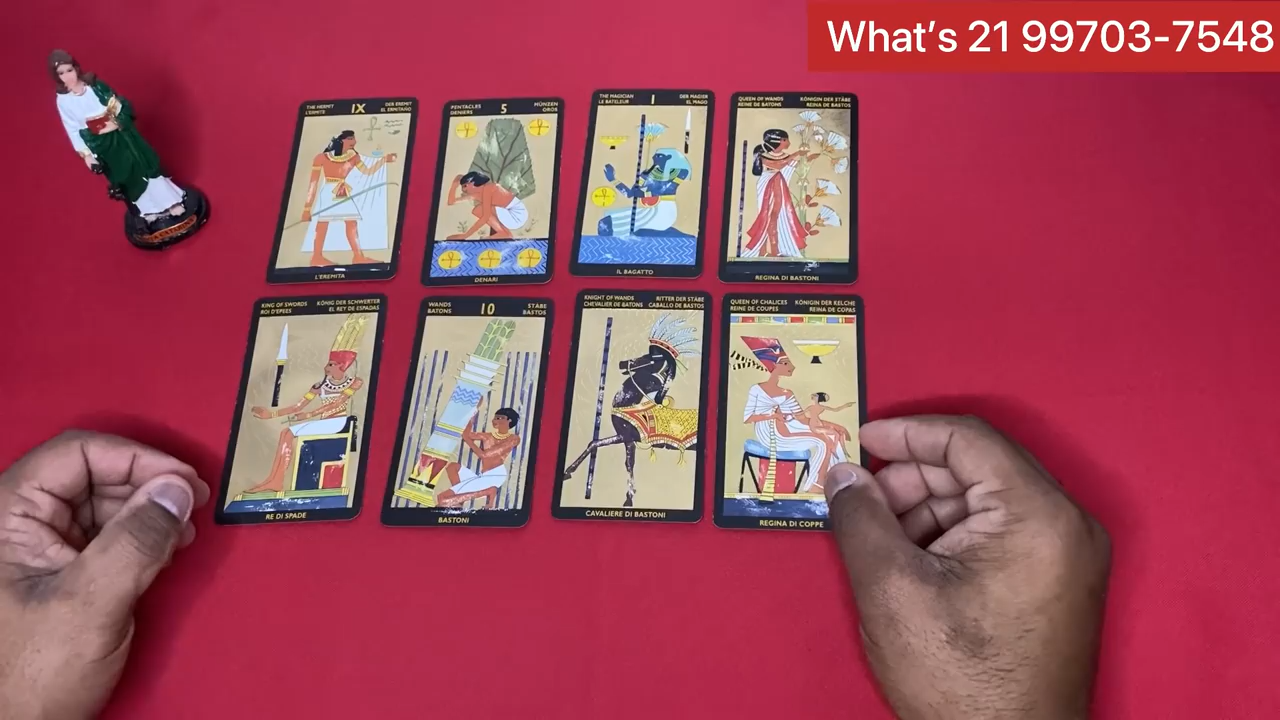 What's 21 99703-7548
THE HERMIT
L'ERMITE
IX
DER EREMIT
EL ERMITAÑO
L'EREMITA
PENTACLES
DENIERS
5
MÜNZEN
OROS
DENARI
THE MAGICIAN
LE BATELEUR
I
DER MAGIER
EL MAGO
IL BAGATTO
QUEEN OF WANDS
REINE DE BATONS
KÖNIGIN DER STÄBE
REINA DE BASTOS
REGINA DI BASTONI
KING OF SWORDS
ROI D'EPEES
KÖNIG DER SCHWERTER
EL REY DE ESPADAS
RE DI SPADE
WANDS
BATONS
10
STÄBE
BASTOS
BASTONI
KNIGHT OF WANDS
CHEVALIER DE BATONS
RITTER DER STÄBE
CABALLO DE BASTOS
CAVALIERE DI BASTONI
QUEEN OF CHALICES
REINE DE COUPES
KÖNIGIN DER KELCHE
REINA DE COPAS
REGINA DI COPPE